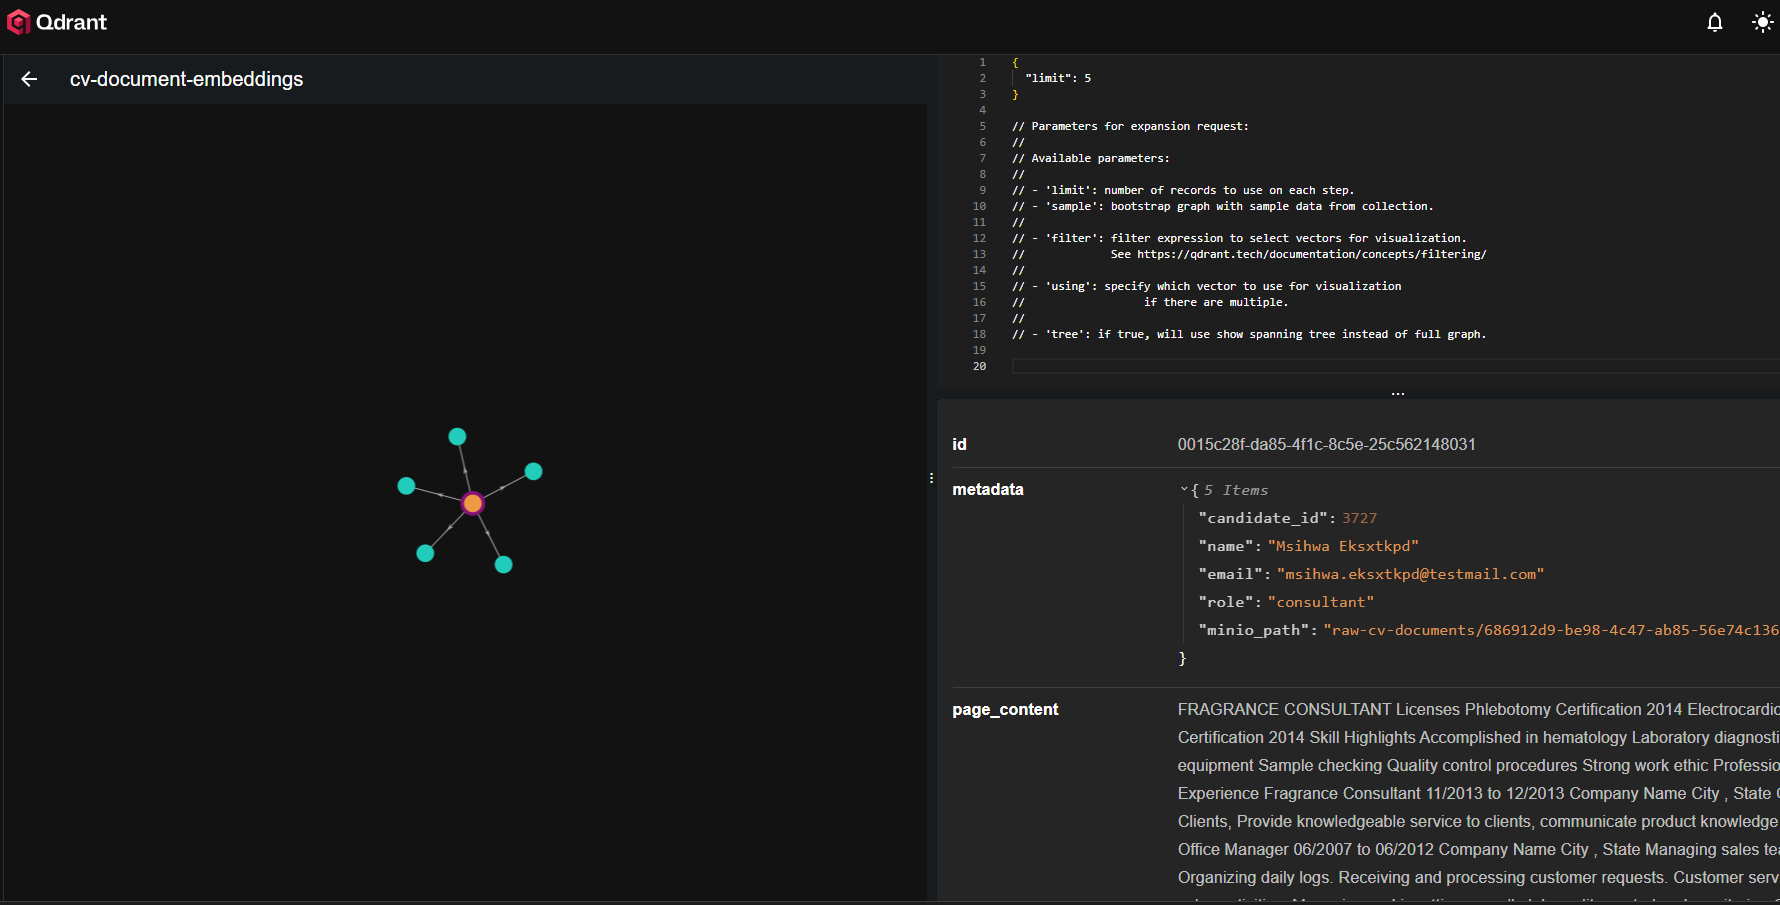 Qdrant
cv-document-embeddings
1 {
2 "limit": 5
3 }
4
5 // Parameters for expansion request:
6 //
7 // Available parameters:
8 //
9 // - 'limit': number of records to use on each step.
10 // - 'sample': bootstrap graph with sample data from collection.
11 //
12 // - 'filter': filter expression to select vectors for visualization.
13 // See https://qdrant.tech/documentation/concepts/filtering/
14 //
15 // - 'using': specify which vector to use for visualization
16 // if there are multiple.
17 //
18 // - 'tree': if true, will use show spanning tree instead of full graph.
19
20
id 0015c28f-da85-4f1c-8c5e-25c562148031
metadata { 5 Items
"candidate_id": 3727
"name": "Msihwa Eksxtkpd"
"email": "msihwa.eksxtkpd@testmail.com"
"role": "consultant"
"minio_path": "raw-cv-documents/686912d9-be98-4c47-ab85-56e74c136
}
page_content FRAGRANCE CONSULTANT Licenses Phlebotomy Certification 2014 Electrocardio
Certification 2014 Skill Highlights Accomplished in hematology Laboratory diagnosti
equipment Sample checking Quality control procedures Strong work ethic Professio
Experience Fragrance Consultant 11/2013 to 12/2013 Company Name City , State
Clients, Provide knowledgeable service to clients, communicate product knowledge
Office Manager 06/2007 to 06/2012 Company Name City , State Managing sales tea
Organizing daily logs. Receiving and processing customer requests. Customer serv